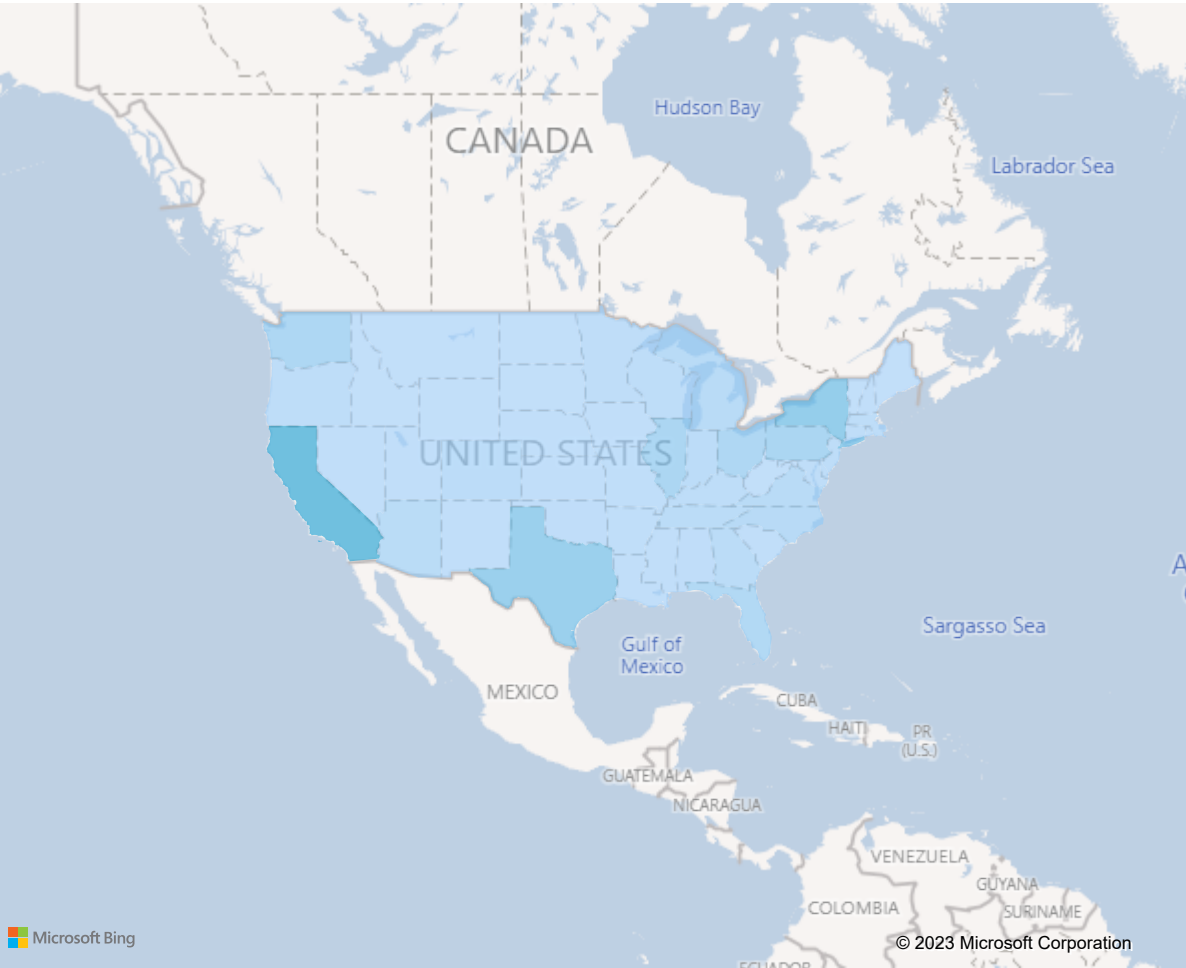 Hudson Bay
CANADA
Labrador Sea
UNITED STATES
A
Sargasso Sea
Gulf of
Mexico
MEXICO
CUBA
HAITI
PR
(U.S.)
GUATEMALA
NICARAGUA
VENEZUELA
GUYANA
COLOMBIA
SURINAME
Microsoft Bing
© 2023 Microsoft Corporation
ECUADOR